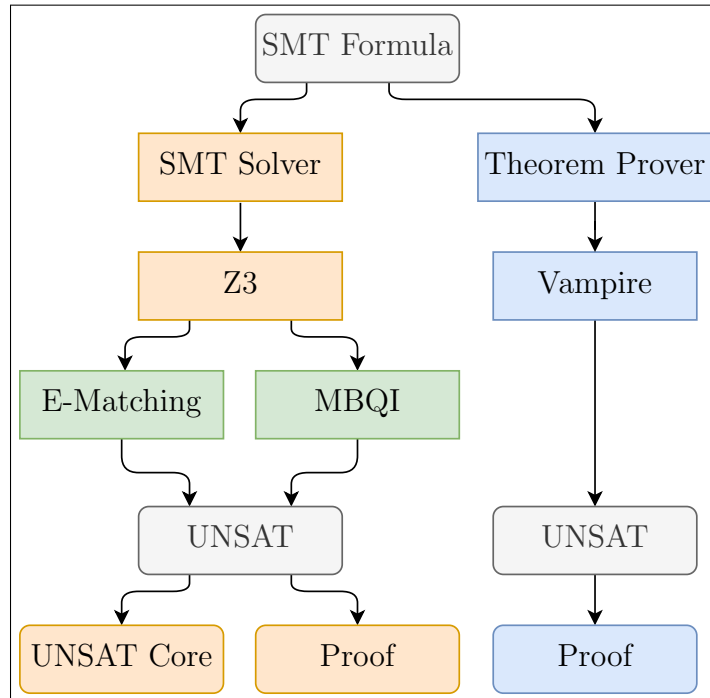 SMT Formula
SMT Solver
Theorem Prover
Z3
Vampire
E-Matching
MBQI
UNSAT
UNSAT
UNSAT Core
Proof
Proof